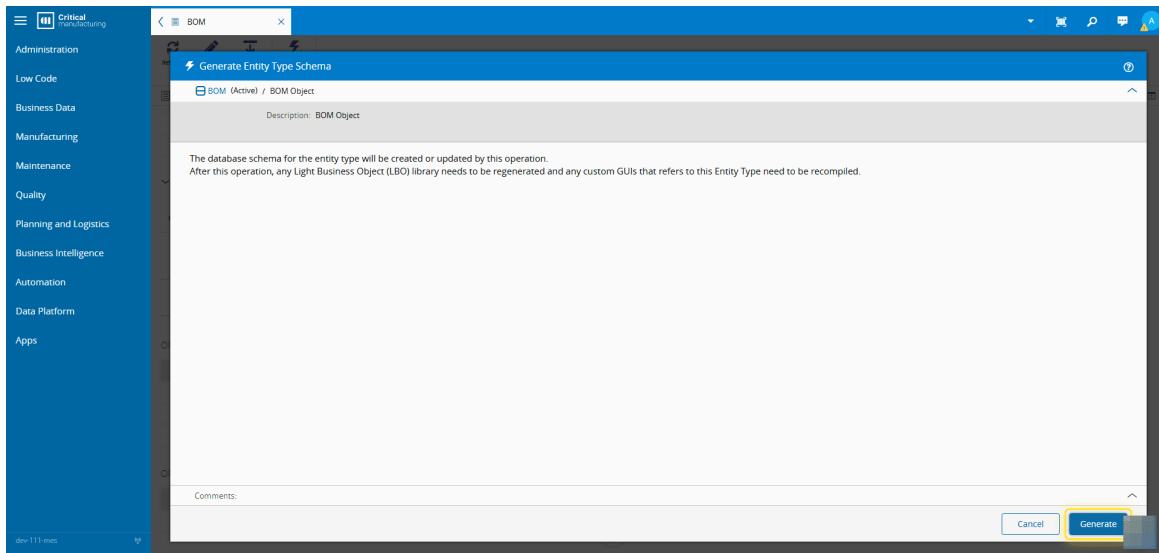 Critical
manufacturing
BOM
A
Administration
Low Code
Business Data
Manufacturing
Maintenance
Quality
Planning and Logistics
Business Intelligence
Automation
Data Platform
Apps
dev-111-mes
Generate Entity Type Schema
BOM (Active) / BOM Object
Description: BOM Object
The database schema for the entity type will be created or updated by this operation.
After this operation, any Light Business Object (LBO) library needs to be regenerated and any custom GUIs that refers to this Entity Type need to be recompiled.
Comments:
Cancel Generate